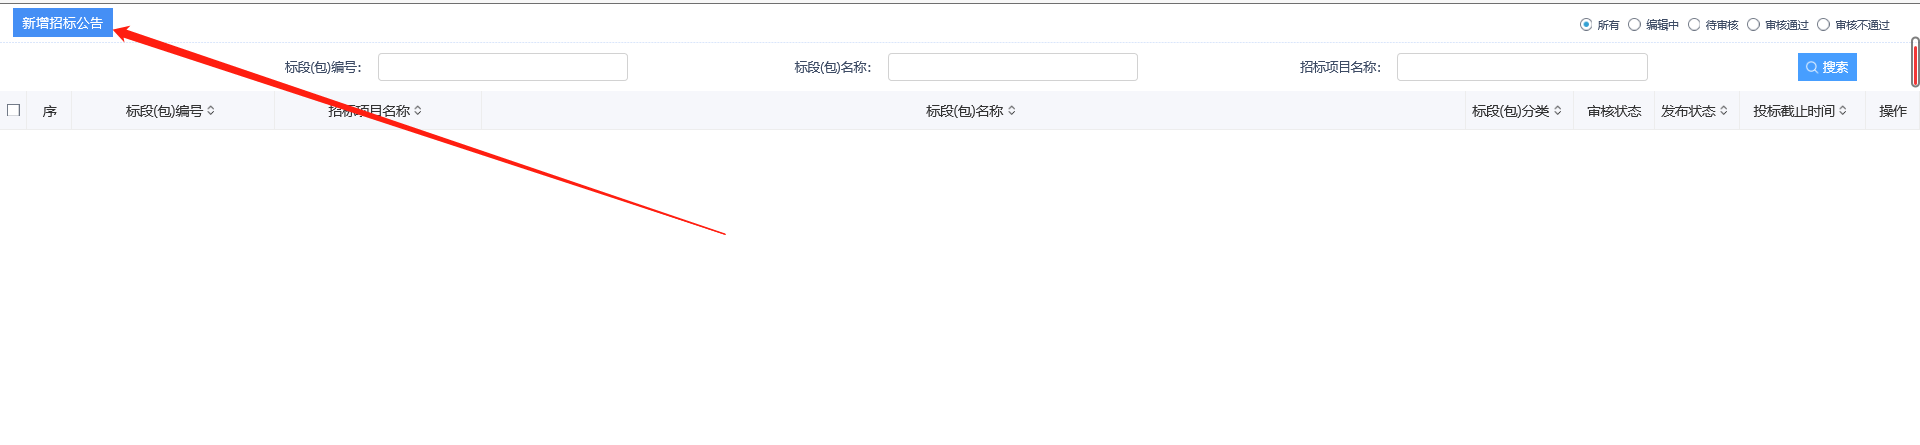 新增招标公告
所有 编辑中 待审核 审核通过 审核不通过
标段(包)编号： 标段(包)名称： 招标项目名称： 搜索
序 标段(包)编号 招标项目名称 标段(包)名称 标段(包)分类 审核状态 发布状态 投标截止时间 操作